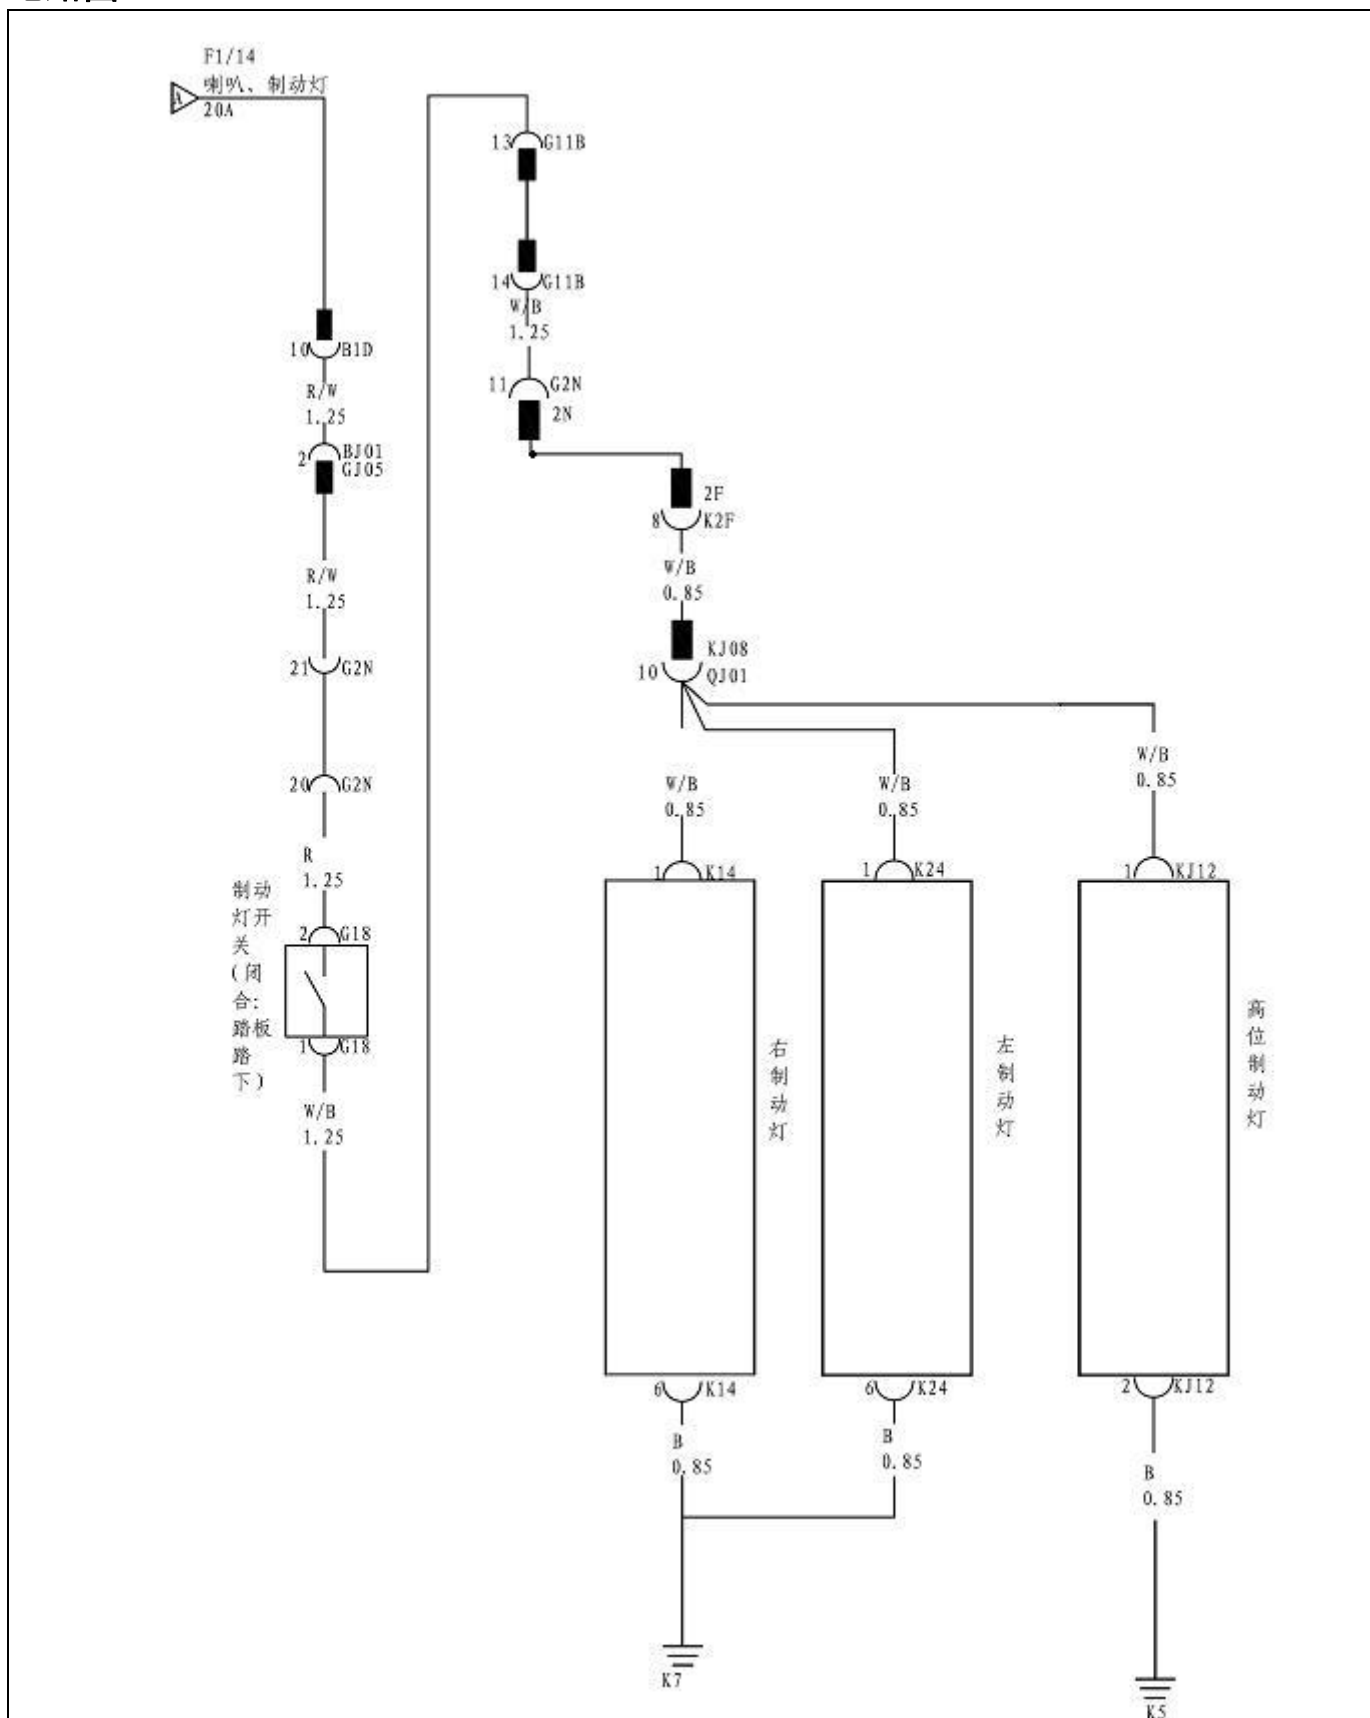 F1/14
喇叭、制动灯
20A
A
10 B1D
R/W
1.25
2 BJ01
GJ05
R/W
1.25
21 G2N
20 G2N
R
1.25
制动
灯开
关
(闭
合:
踏板
踏
下)
2 G18
1 G18
W/B
1.25
13 G11B
14 G11B
W/B
1.25
11 G2N
2N
2F
8 K2F
W/B
0.85
KJ08
10 QJ01
W/B
0.85
W/B
0.85
W/B
0.85
1 K14
1 K24
1 KJ12
右制动灯
左制动灯
高位制动灯
6 K14
6 K24
2 KJ12
B
0.85
B
0.85
B
0.85
K7
K5